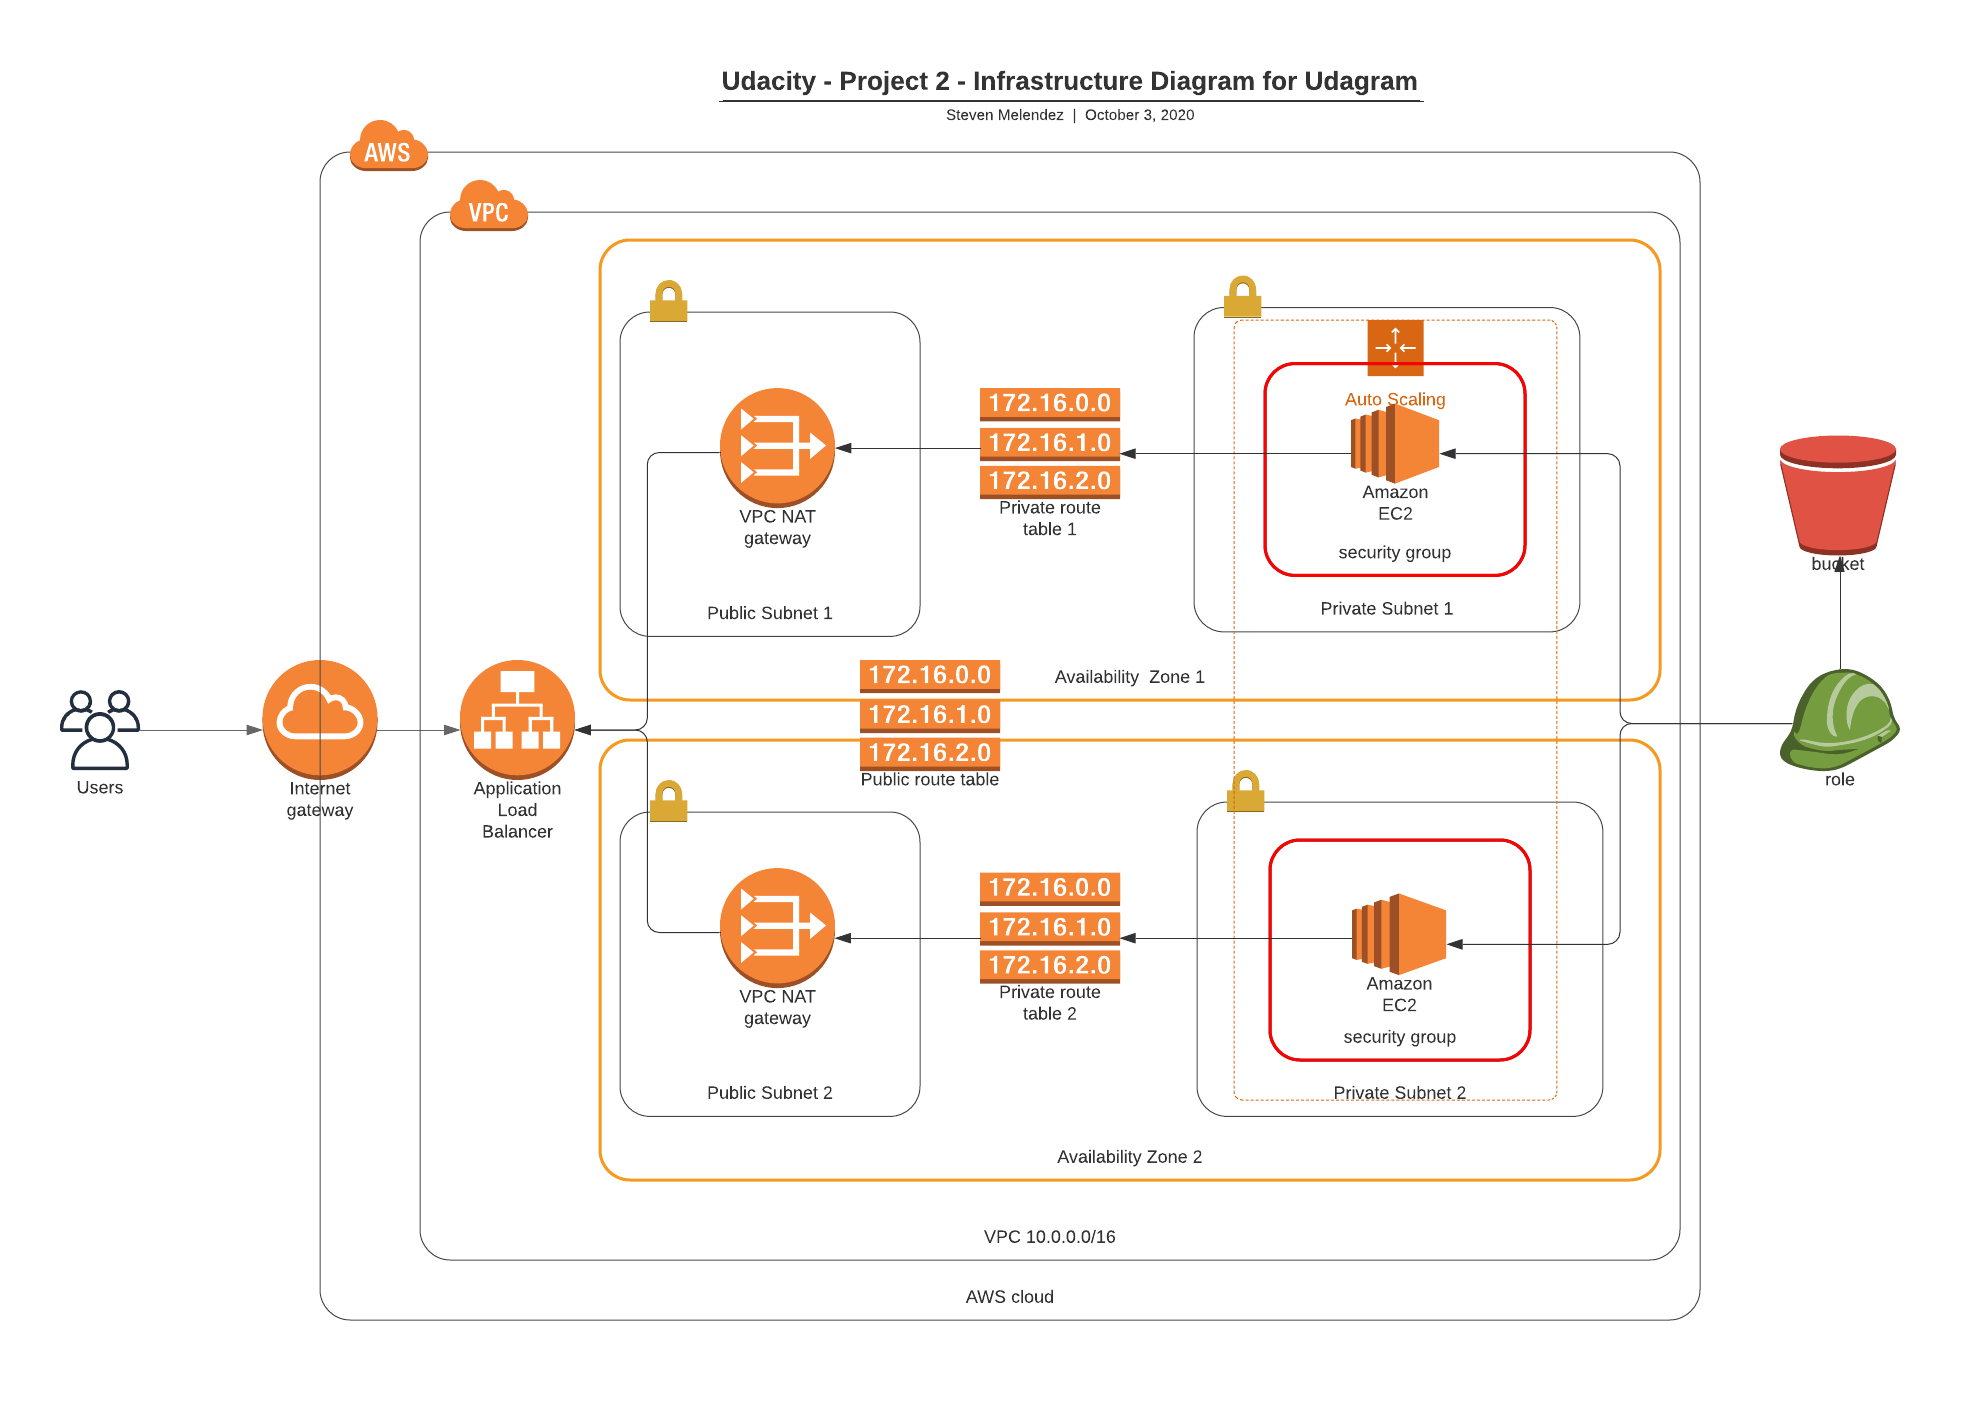 Udacity - Project 2 - Infrastructure Diagram for Udagram
Steven Melendez | October 3, 2020
AWS
VPC
172.16.0.0
172.16.1.0
172.16.2.0
Private route
table 1
VPC NAT
gateway
Public Subnet 1
Auto Scaling
Amazon
EC2
security group
Private Subnet 1
bucket
172.16.0.0
172.16.1.0
172.16.2.0
Public route table
Availability Zone 1
Users
Internet
gateway
Application
Load
Balancer
role
172.16.0.0
172.16.1.0
172.16.2.0
Private route
table 2
VPC NAT
gateway
Public Subnet 2
Amazon
EC2
security group
Private Subnet 2
Availability Zone 2
VPC 10.0.0.0/16
AWS cloud